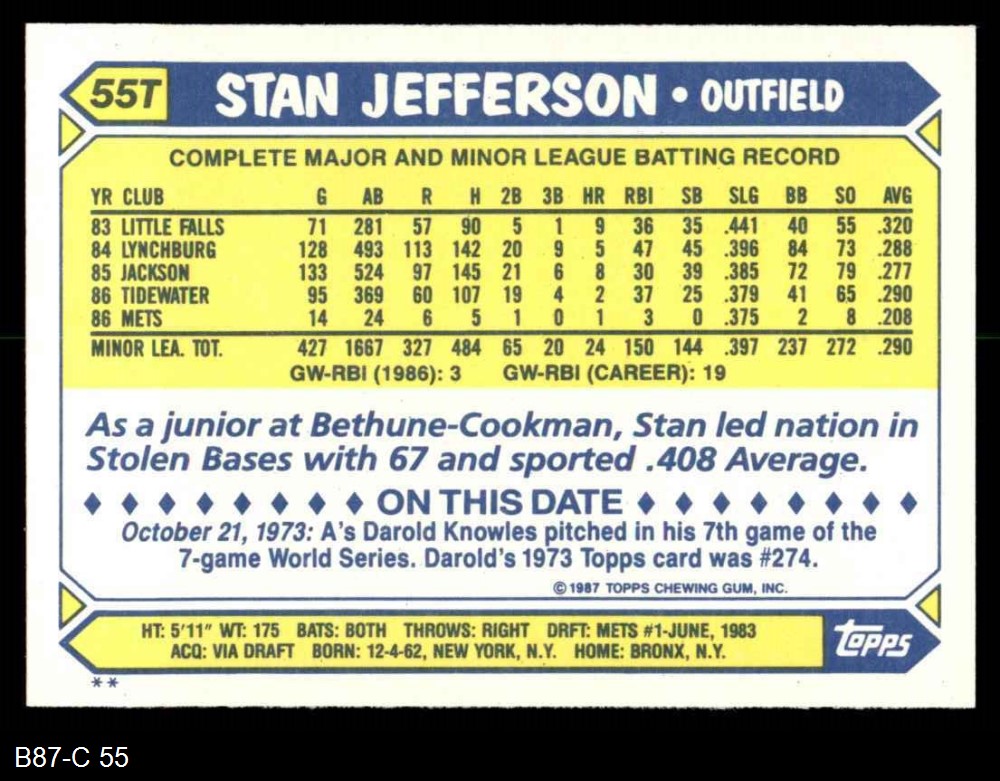 55T STAN JEFFERSON • OUTFIELD
COMPLETE MAJOR AND MINOR LEAGUE BATTING RECORD
YR CLUB G AB R H 2B 3B HR RBI SB SLG BB SO AVG
83 LITTLE FALLS 71 281 57 90 5 1 9 36 35 .441 40 55 .320
84 LYNCHBURG 128 493 113 142 20 9 5 47 45 .396 84 73 .288
85 JACKSON 133 524 97 145 21 6 8 30 39 .385 72 79 .277
86 TIDEWATER 95 369 60 107 19 4 2 37 25 .379 41 65 .290
86 METS 14 24 6 5 1 0 1 3 0 .375 2 8 .208
MINOR LEA. TOT. 427 1667 327 484 65 20 24 150 144 .397 237 272 .290
GW-RBI (1986): 3 GW-RBI (CAREER): 19
As a junior at Bethune-Cookman, Stan led nation in
Stolen Bases with 67 and sported .408 Average.
♦ ♦ ♦ ♦ ♦ ♦ ♦ ♦ ON THIS DATE ♦ ♦ ♦ ♦ ♦ ♦ ♦ ♦
October 21, 1973: A's Darold Knowles pitched in his 7th game of the
7-game World Series. Darold's 1973 Topps card was #274.
© 1987 TOPPS CHEWING GUM, INC.
HT: 5'11" WT: 175 BATS: BOTH THROWS: RIGHT DRFT: METS #1-JUNE, 1983
ACQ: VIA DRAFT BORN: 12-4-62, NEW YORK, N.Y. HOME: BRONX, N.Y.
topps
**
B87-C 55